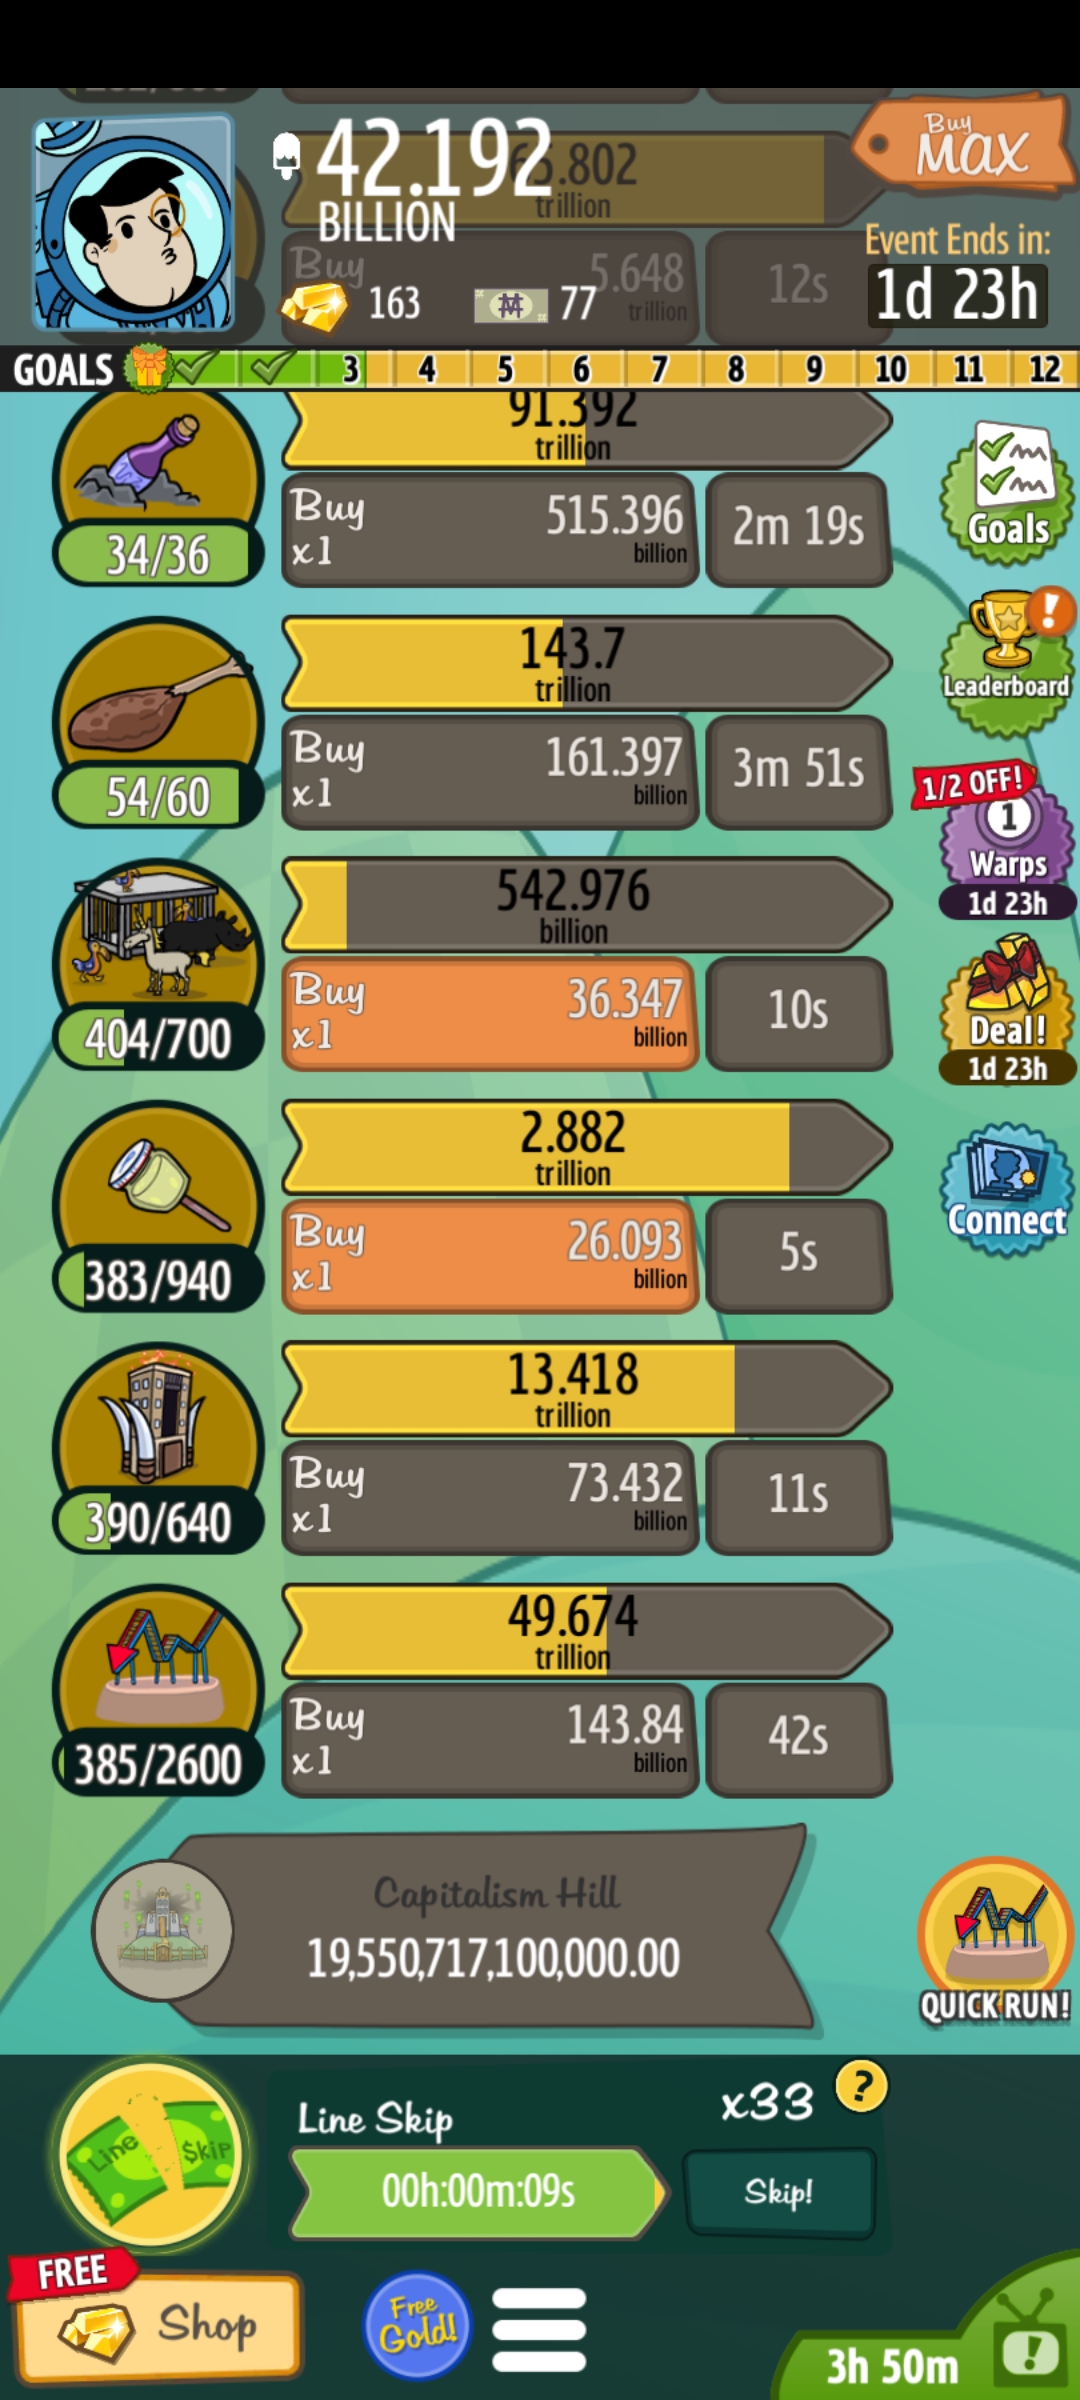 42.192
BILLION
163
77
Buy
MAX
Event Ends in:
1d 23h
trillion
Buy
5.648
trillion
12s
GOALS 3 4 5 6 7 8 9 10 11 12
91.392
trillion
Buy
x1
515.396
billion
2m 19s
34/36
Goals
143.7
trillion
Buy
x1
161.397
billion
3m 51s
54/60
Leaderboard
1/2 OFF!
1
Warps
1d 23h
542.976
billion
Buy
x1
36.347
billion
10s
404/700
Deal!
1d 23h
2.882
trillion
Buy
x1
26.093
billion
5s
383/940
Connect
13.418
trillion
Buy
x1
73.432
billion
11s
390/640
49.674
trillion
Buy
x1
143.84
billion
42s
385/2600
Capitalism Hill
19,550,717,100,000.00
QUICK RUN!
Line $kip
Line Skip
x33
?
00h:00m:09s
Skip!
FREE
Shop
Free
Gold!
3h 50m
!